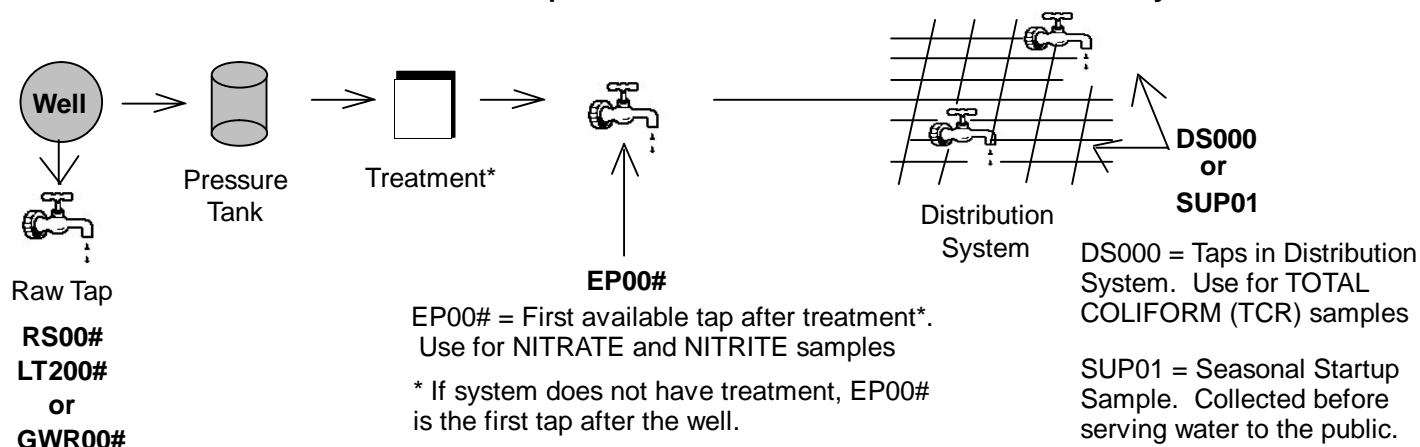 Well
Pressure
Tank
Treatment*
Distribution
System
DS000
or
SUP01
Raw Tap
RS00#
LT200#
or
GWR00#
EP00#
EP00# = First available tap after treatment*.
Use for NITRATE and NITRITE samples
* If system does not have treatment, EP00#
is the first tap after the well.
DS000 = Taps in Distribution
System. Use for TOTAL
COLIFORM (TCR) samples
SUP01 = Seasonal Startup
Sample. Collected before
serving water to the public.